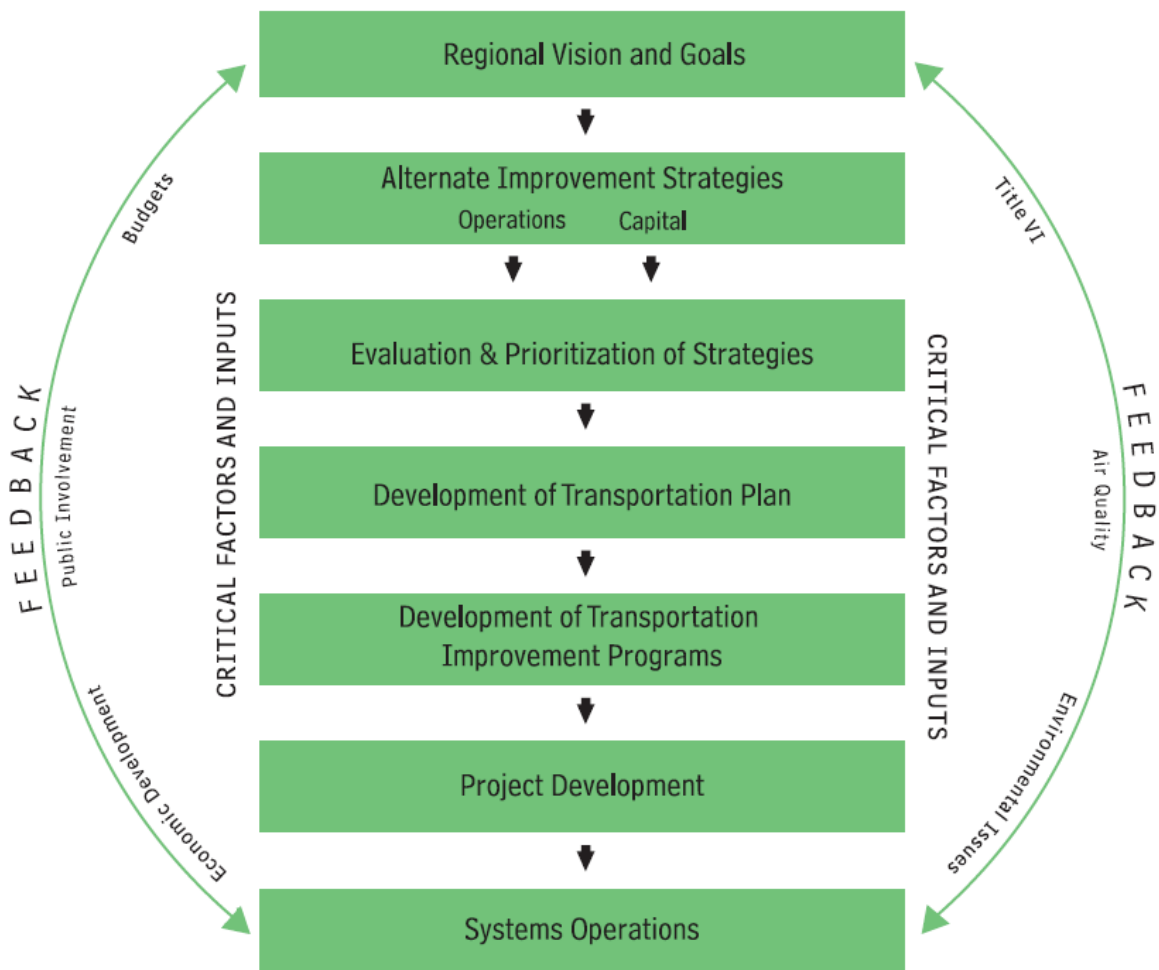 Regional Vision and Goals
Alternate Improvement Strategies
Operations Capital
Evaluation & Prioritization of Strategies
Development of Transportation Plan
Development of Transportation
Improvement Programs
Project Development
Systems Operations
FEEDBACK
Budgets
Public Involvement
Economic Development
CRITICAL FACTORS AND INPUTS
CRITICAL FACTORS AND INPUTS
Title VI
Air Quality
Environmental Issues
FEEDBACK